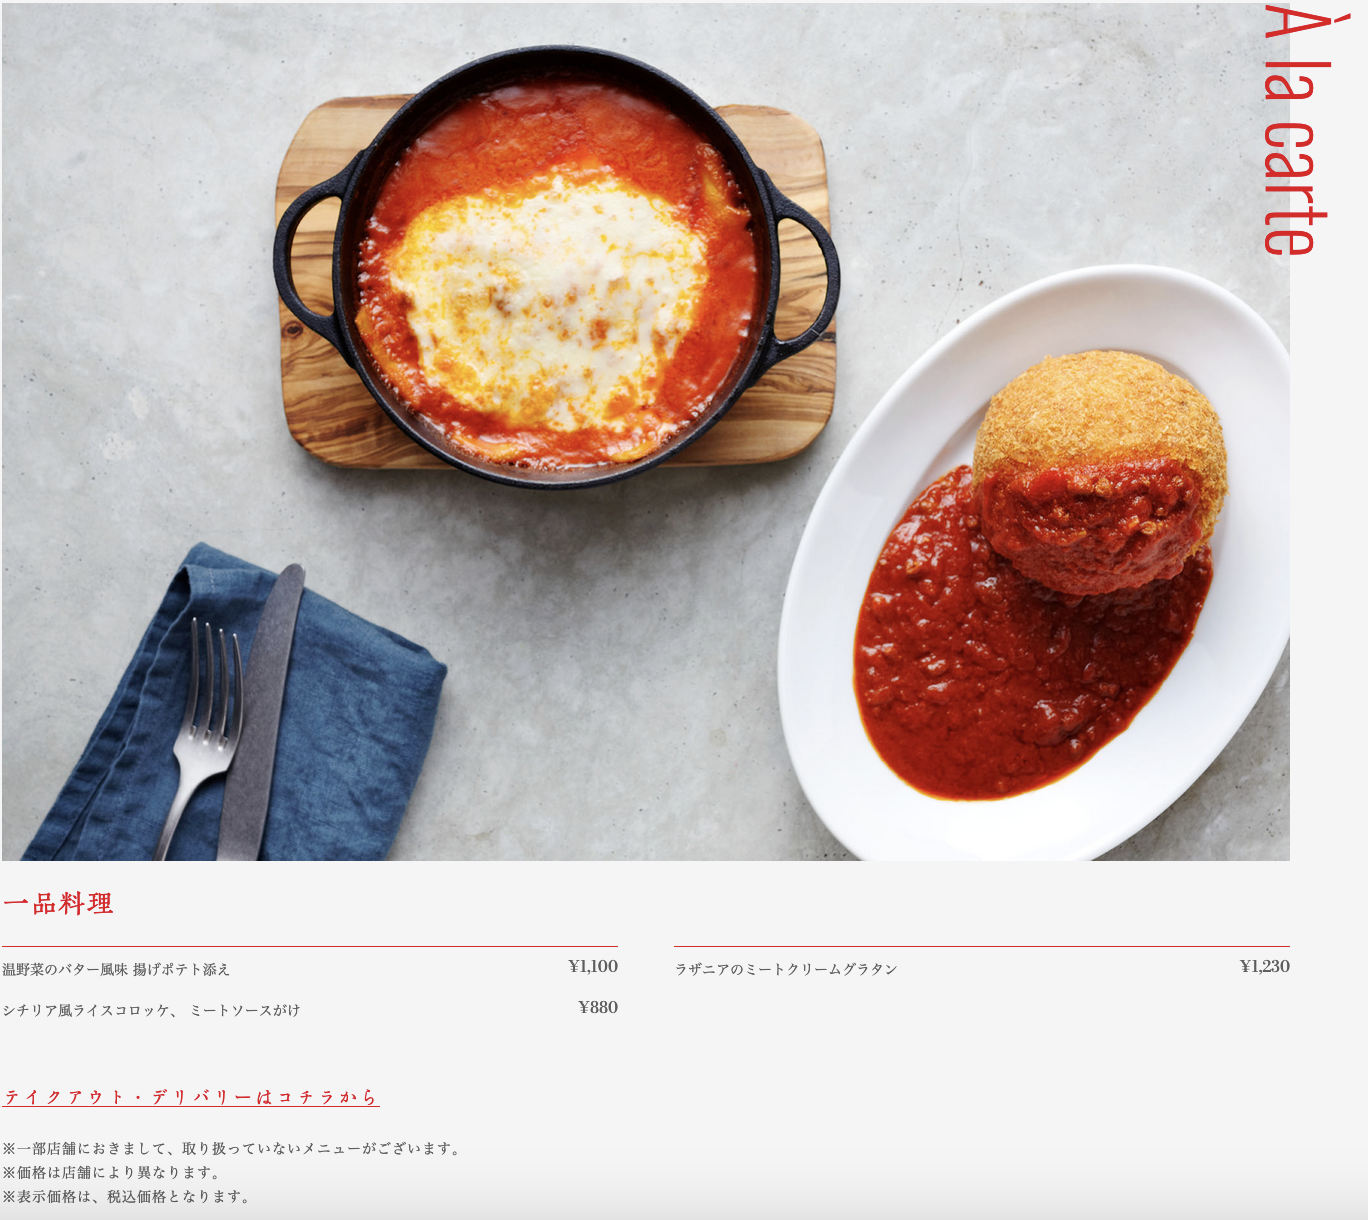 À la carte
一品料理
温野菜のバター風味 揚げポテト添え ¥1,100
シチリア風ライスコロッケ、 ミートソースがけ ¥880
ラザニアのミートクリームグラタン ¥1,230
テイクアウト・デリバリーはコチラから
※一部店舗におきまして、取り扱っていないメニューがございます。
※価格は店舗により異なります。
※表示価格は、税込価格となります。